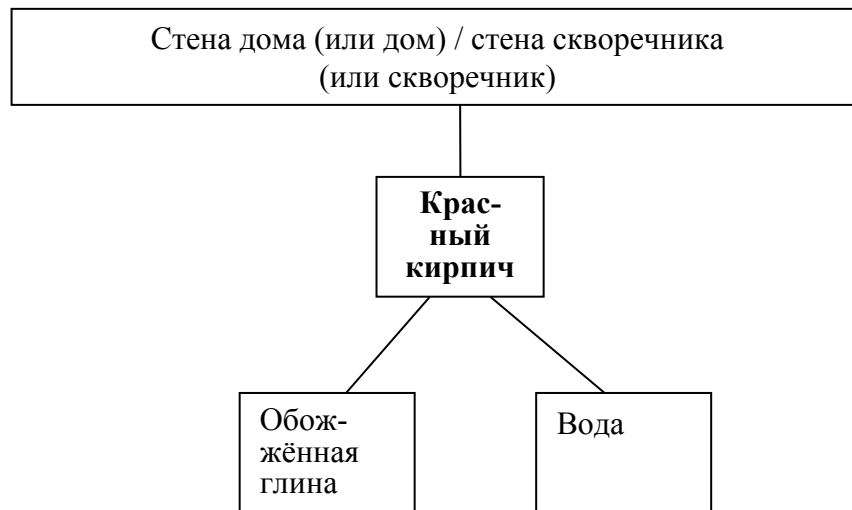 Стена дома (или дом) / стена скворечника
(или скворечник)
Крас-
ный
кирпич
Обож-
жённая
глина
Вода